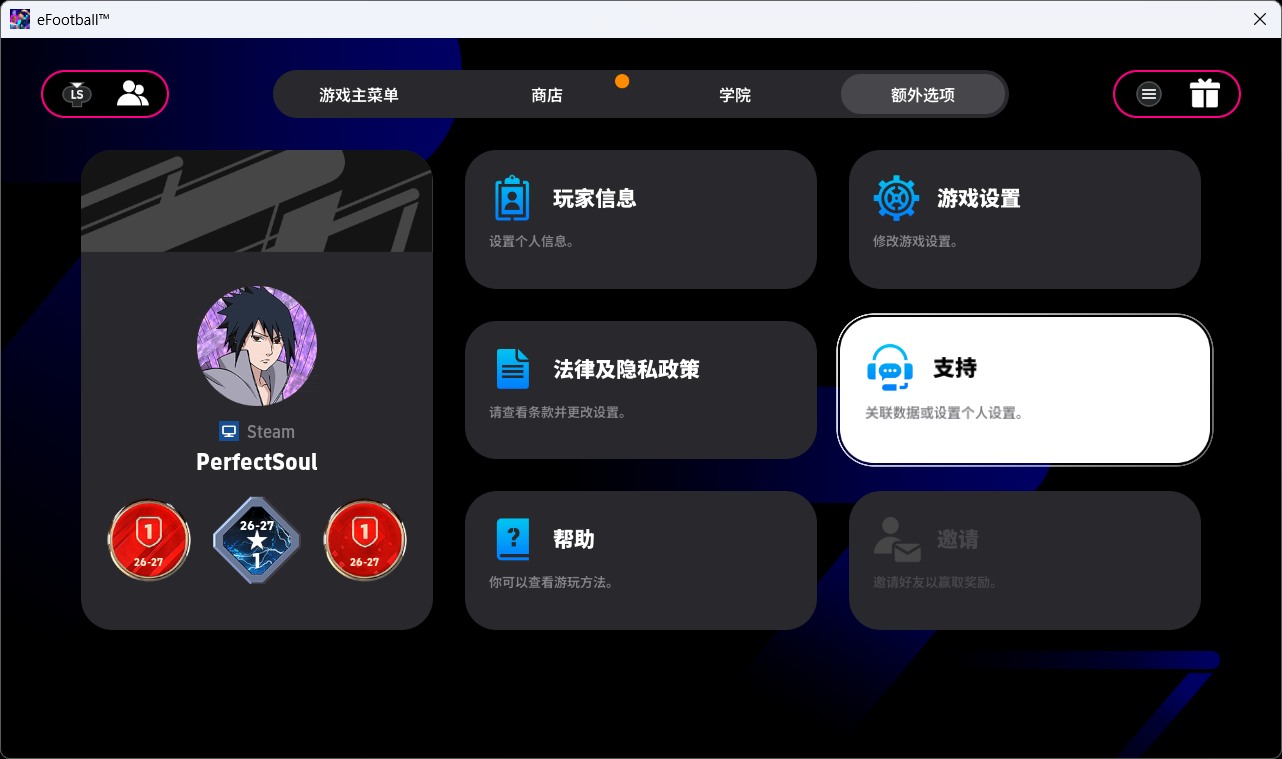 eFootball™
LS
游戏主菜单
商店
学院
额外选项
玩家信息
设置个人信息。
游戏设置
修改游戏设置。
法律及隐私政策
请查看条款并更改设置。
支持
关联数据或设置个人设置。
Steam
PerfectSoul
1
26-27
26-27
1
1
26-27
帮助
你可以查看游玩方法。
邀请
邀请好友以赢取奖励。